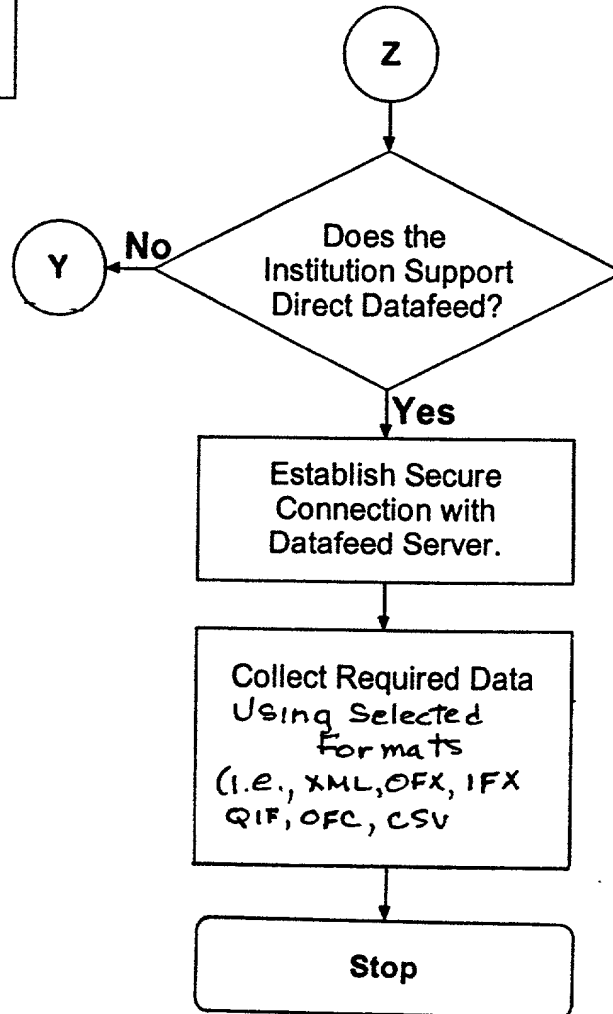 Z
Does the
Institution Support
Direct Datafeed?
No
Y
Yes
Establish Secure
Connection with
Datafeed Server.
Collect Required Data
Using Selected
Formats
(i.e., XML, OFX, IFX
QIF, OFC, CSV
Stop